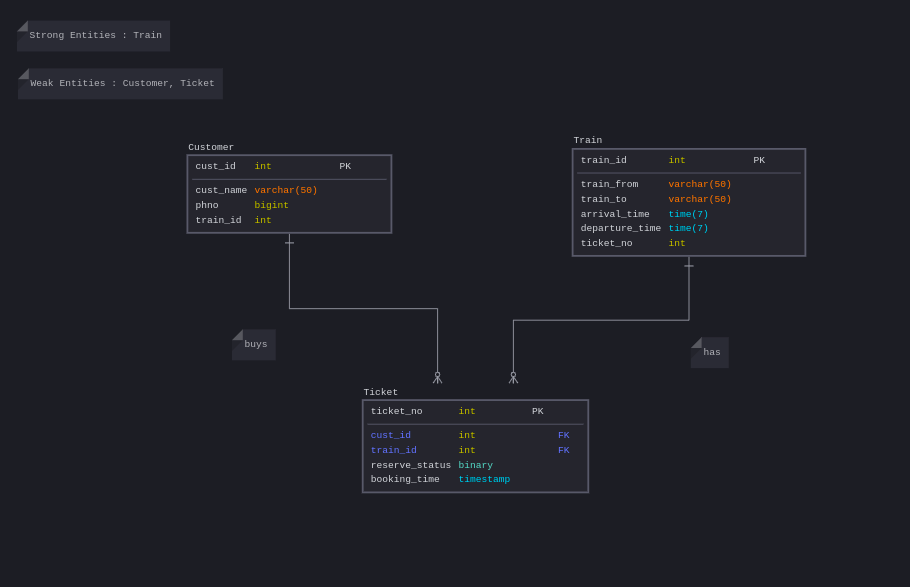 Strong Entities : Train
Weak Entities : Customer, Ticket
Customer
cust_id int PK
cust_name varchar(50)
phno bigint
train_id int
Train
train_id int PK
train_from varchar(50)
train_to varchar(50)
arrival_time time(7)
departure_time time(7)
ticket_no int
buys
has
Ticket
ticket_no int PK
cust_id int FK
train_id int FK
reserve_status binary
booking_time timestamp